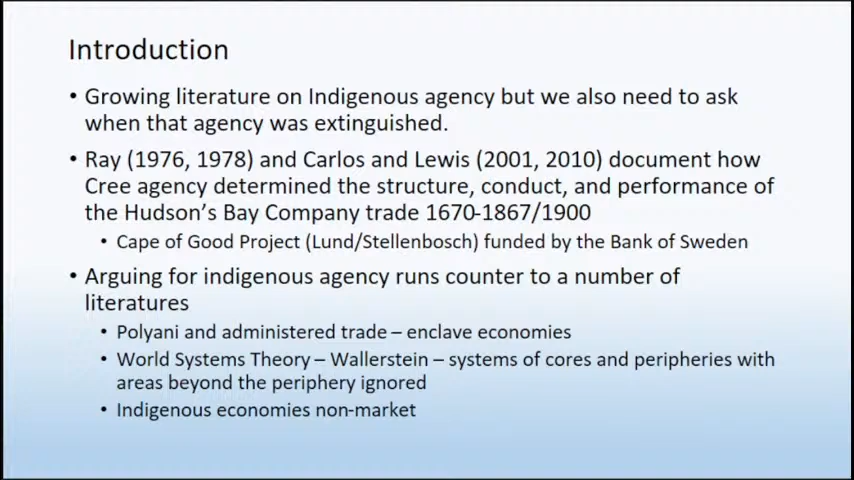 Introduction
• Growing literature on Indigenous agency but we also need to ask
when that agency was extinguished.
• Ray (1976, 1978) and Carlos and Lewis (2001, 2010) document how
Cree agency determined the structure, conduct, and performance of
the Hudson's Bay Company trade 1670-1867/1900
• Cape of Good Project (Lund/Stellenbosch) funded by the Bank of Sweden
• Arguing for indigenous agency runs counter to a number of
literatures
• Polyani and administered trade – enclave economies
• World Systems Theory – Wallerstein – systems of cores and peripheries with
areas beyond the periphery ignored
• Indigenous economies non-market